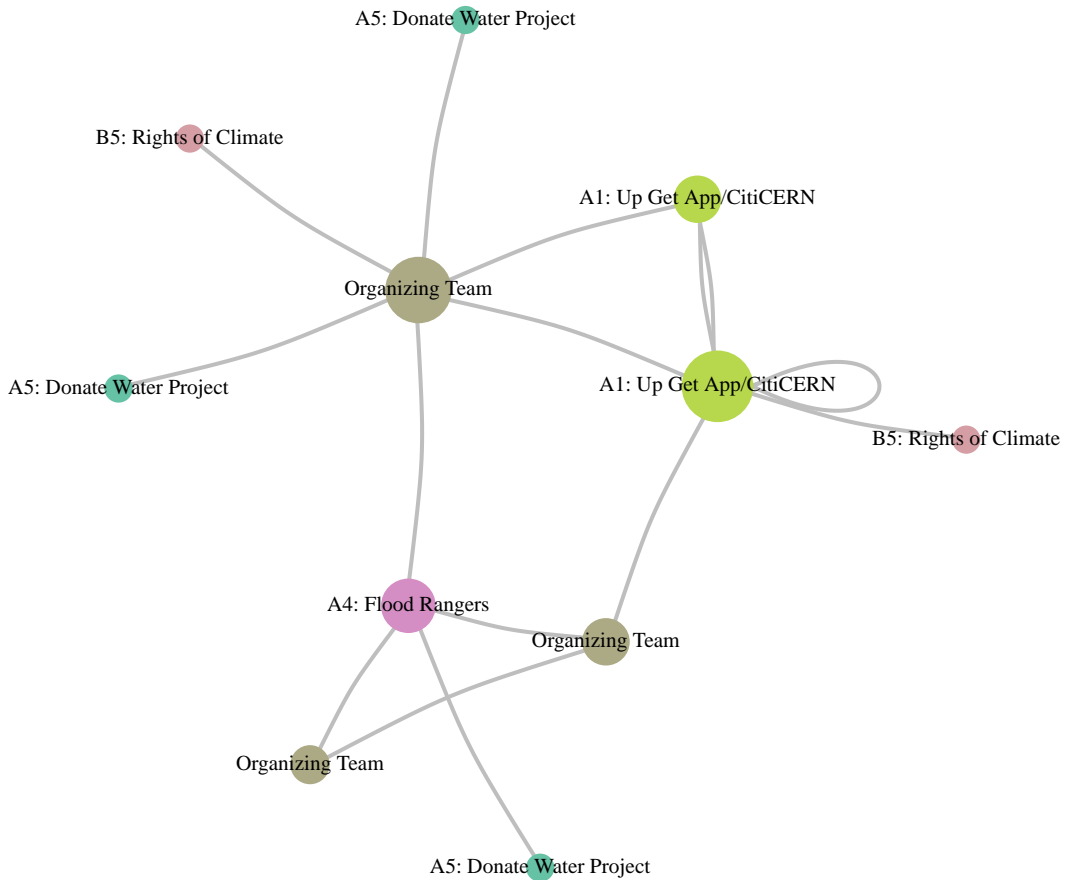 A5: Donate Water Project
B5: Rights of Climate
A1: Up Get App/CitiCERN
Organizing Team
A1: Up Get App/CitiCERN
A5: Donate Water Project
B5: Rights of Climate
A4: Flood Rangers
Organizing Team
Organizing Team
A5: Donate Water Project